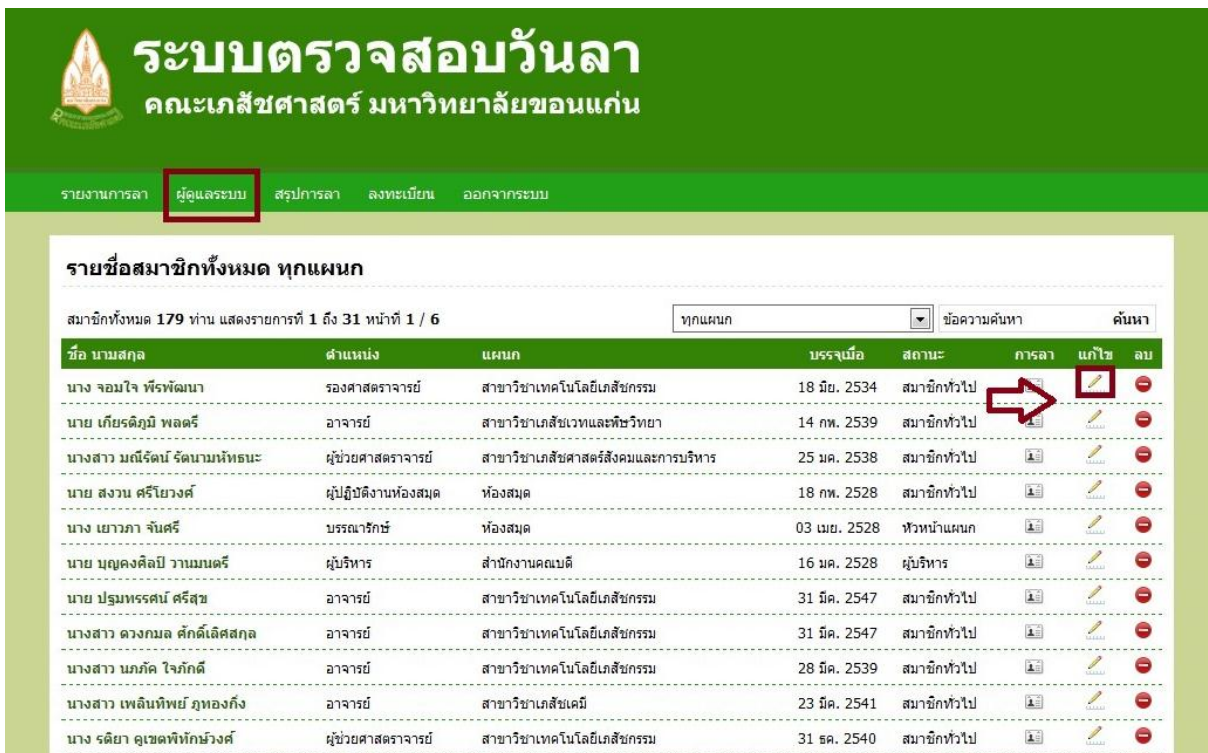 ระบบตรวจสอบวันลา
คณะเภสัชศาสตร์ มหาวิทยาลัยขอนแก่น
รายงานการลา ผู้ดูแลระบบ สรุปการลา ลงทะเบียน ออกจากระบบ
รายชื่อสมาชิกทั้งหมด ทุกแผนก
สมาชิกทั้งหมด 179 ท่าน แสดงรายการที่ 1 ถึง 31 หน้าที่ 1 / 6 ทุกแผนก ข้อความค้นหา ค้นหา
ชื่อ นามสกุล ตำแหน่ง แผนก บรรจุเมื่อ สถานะ การลา แก้ไข ลบ
นาง จอมใจ พีรพัฒนา รองศาสตราจารย์ สาขาวิชาเทคโนโลยีเภสัชกรรม 18 มิย. 2534 สมาชิกทั่วไป
นาย เกียรติภูมิ พลตรี อาจารย์ สาขาวิชาเภสัชเวทและพิษวิทยา 14 กพ. 2539 สมาชิกทั่วไป
นางสาว มณีรัตน์ รัตนามหัทธนะ ผู้ช่วยศาสตราจารย์ สาขาวิชาเภสัชศาสตร์สังคมและการบริหาร 25 มค. 2538 สมาชิกทั่วไป
นาย สงวน ศรีโยวงศ์ ผู้ปฏิบัติงานห้องสมุด ห้องสมุด 18 กพ. 2528 สมาชิกทั่วไป
นาง เยาวภา จันศรี บรรณารักษ์ ห้องสมุด 03 เมย. 2528 หัวหน้าแผนก
นาย บุญคงศิลป์ วานมนตรี ผู้บริหาร สำนักงานคณบดี 16 มค. 2528 ผู้บริหาร
นาย ปฐมทรรศน์ ศรีสุข อาจารย์ สาขาวิชาเทคโนโลยีเภสัชกรรม 31 มีค. 2547 สมาชิกทั่วไป
นางสาว ดวงกมล ศักดิ์เลิศสกุล อาจารย์ สาขาวิชาเทคโนโลยีเภสัชกรรม 31 มีค. 2547 สมาชิกทั่วไป
นางสาว นภภัค ใจภักดี อาจารย์ สาขาวิชาเทคโนโลยีเภสัชกรรม 28 มีค. 2539 สมาชิกทั่วไป
นางสาว เพลินทิพย์ ภูทองกิ่ง อาจารย์ สาขาวิชาเภสัชเคมี 23 มีค. 2541 สมาชิกทั่วไป
นาง รดิยา คูเขตพิทักษ์วงศ์ ผู้ช่วยศาสตราจารย์ สาขาวิชาเทคโนโลยีเภสัชกรรม 31 ธค. 2540 สมาชิกทั่วไป